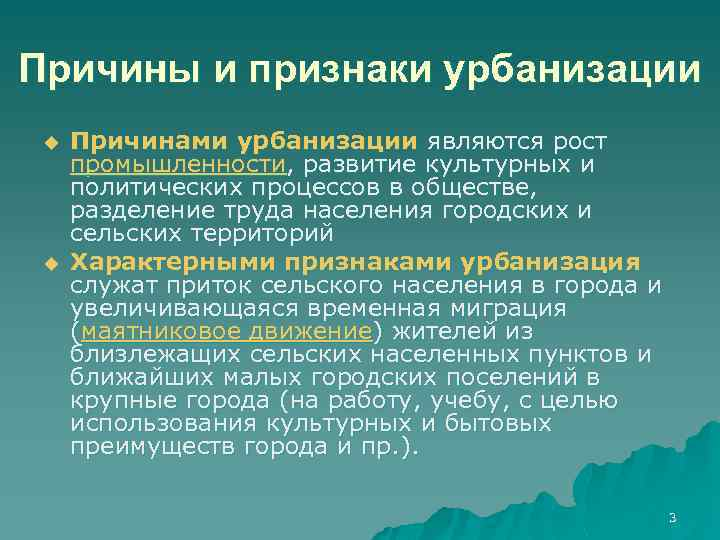 Причины и признаки урбанизации
Причинами урбанизации являются рост
промышленности, развитие культурных и
политических процессов в обществе,
разделение труда населения городских и
сельских территорий
Характерными признаками урбанизация
служат приток сельского населения в города и
увеличивающаяся временная миграция
(маятниковое движение) жителей из
близлежащих сельских населенных пунктов и
ближайших малых городских поселений в
крупные города (на работу, учебу, с целью
использования культурных и бытовых
преимуществ города и пр. ).
3